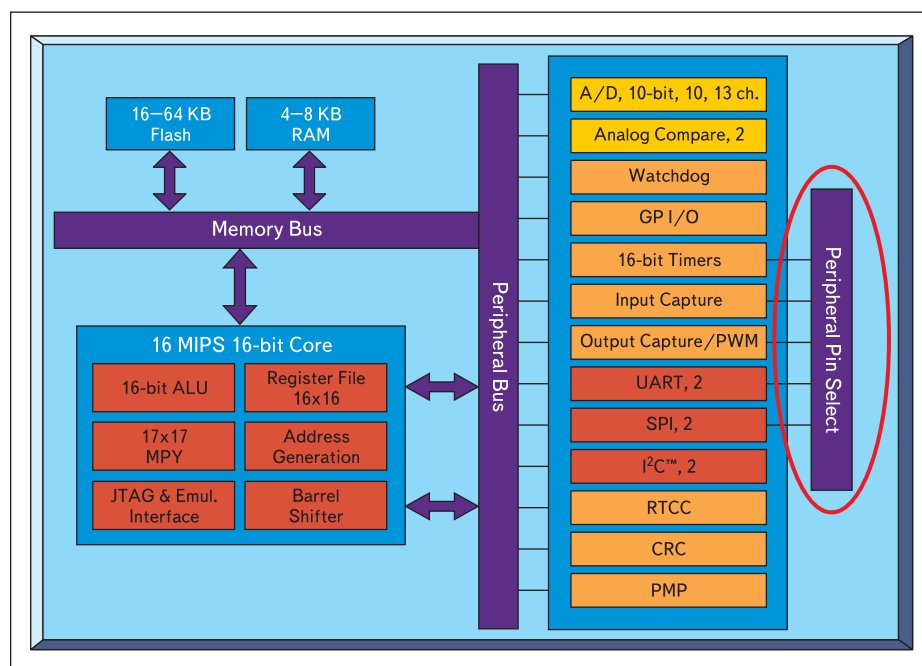 16–64 KB
Flash
4–8 KB
RAM
Memory Bus
16 MIPS 16-bit Core
16-bit ALU
Register File
16x16
17x17
MPY
Address
Generation
JTAG & Emul.
Interface
Barrel
Shifter
Peripheral Bus
A/D, 10-bit, 10, 13 ch.
Analog Compare, 2
Watchdog
GP I/O
16-bit Timers
Input Capture
Output Capture/PWM
UART, 2
SPI, 2
I²C™, 2
RTCC
CRC
PMP
Peripheral Pin Select